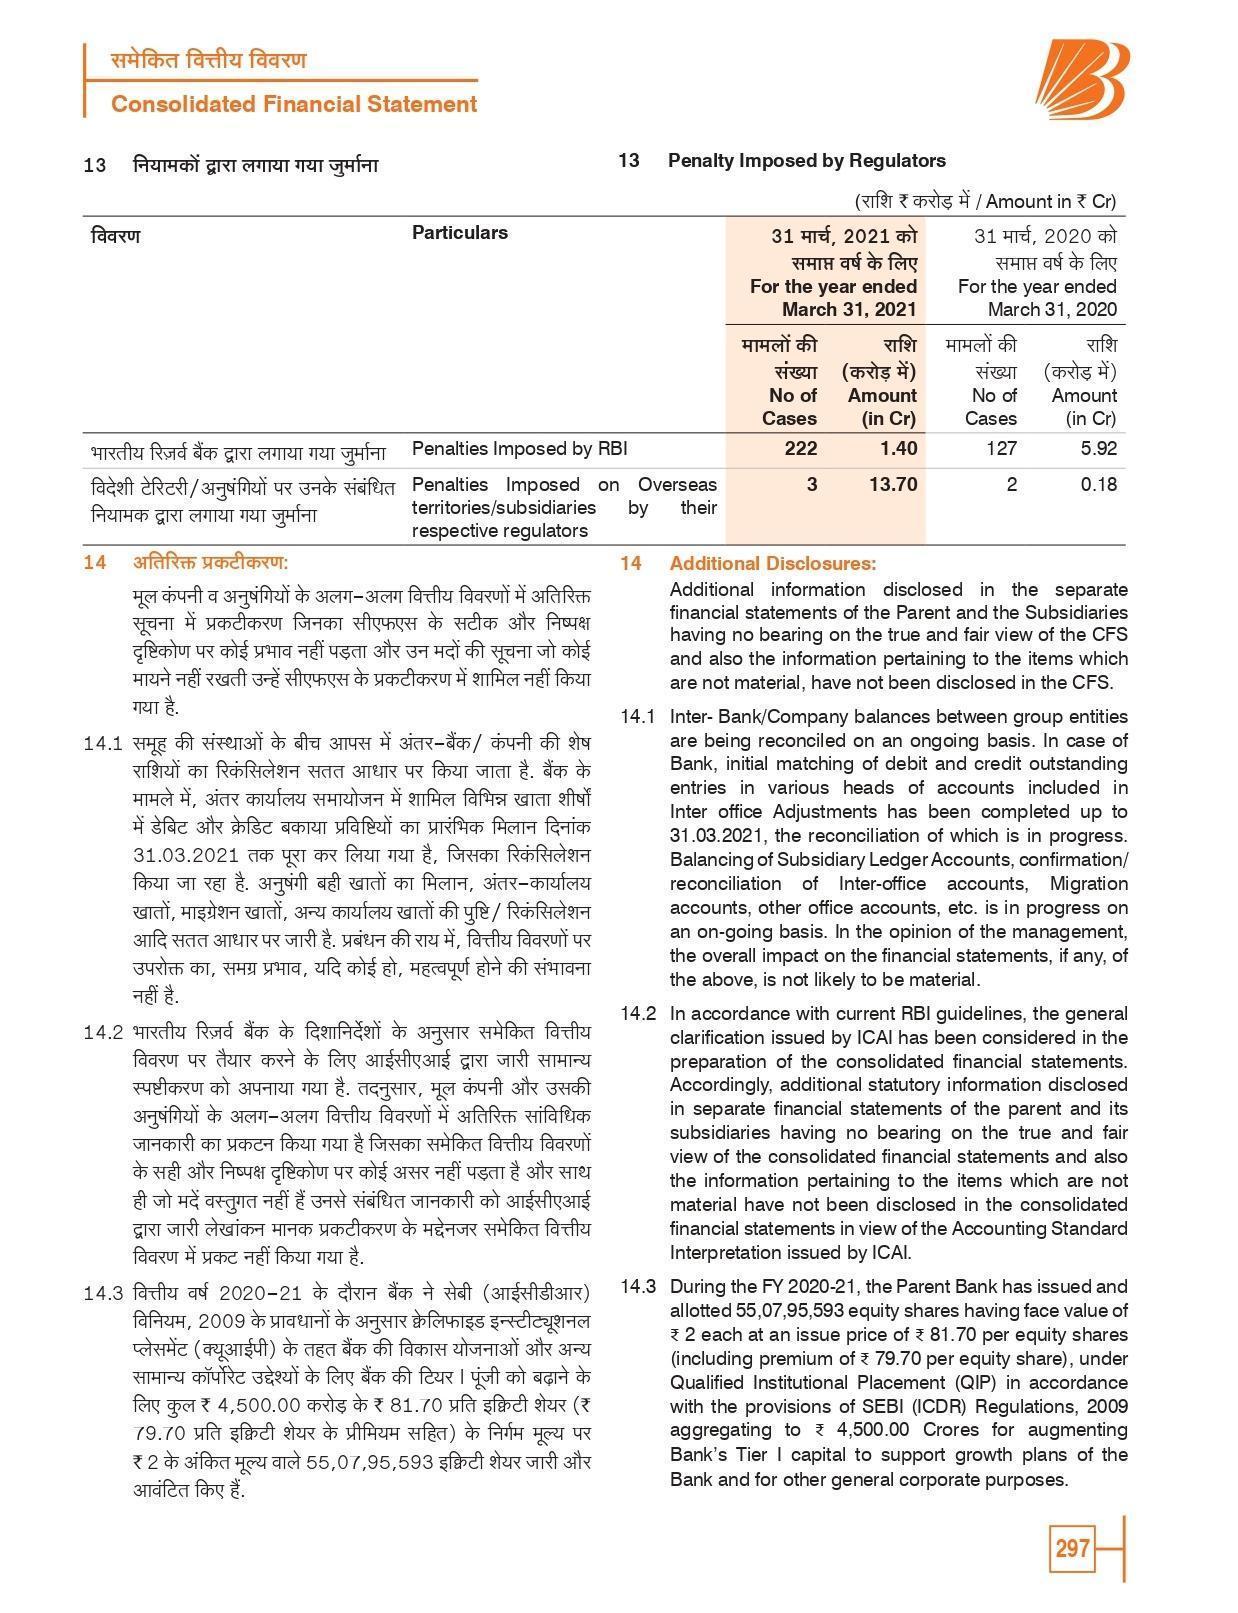 समेकित वित्तीय विवरण
Consolidated Financial Statement
13 नियामकों द्वारा लगाया गया जुर्माना
13 Penalty Imposed by Regulators
(राशि ₹ करोड़ में / Amount in ₹ Cr)
विवरण Particulars 31 मार्च, 2021 को 31 मार्च, 2020 को
समाप्त वर्ष के लिए समाप्त वर्ष के लिए
For the year ended For the year ended
March 31, 2021 March 31, 2020
मामलों की राशि मामलों की राशि
संख्या (करोड़ में) संख्या (करोड़ में)
No of Amount No of Amount
Cases (in Cr) Cases (in Cr)
भारतीय रिज़र्व बैंक द्वारा लगाया गया जुर्माना Penalties Imposed by RBI 222 1.40 127 5.92
विदेशी टेरिटरी/अनुषंगियों पर उनके संबंधित Penalties Imposed on Overseas 3 13.70 2 0.18
नियामक द्वारा लगाया गया जुर्माना territories/subsidiaries by their
respective regulators
14 अतिरिक्त प्रकटीकरण:
मूल कंपनी व अनुषंगियों के अलग-अलग वित्तीय विवरणों में अतिरिक्त
सूचना में प्रकटीकरण जिनका सीएफएस के सटीक और निष्पक्ष
दृष्टिकोण पर कोई प्रभाव नहीं पड़ता और उन मदों की सूचना जो कोई
मायने नहीं रखती उन्हें सीएफएस के प्रकटीकरण में शामिल नहीं किया
गया है.
14.1 समूह की संस्थाओं के बीच आपस में अंतर-बैंक/ कंपनी की शेष
राशियों का रिकंसिलेशन सतत आधार पर किया जाता है. बैंक के
मामले में, अंतर कार्यालय समायोजन में शामिल विभिन्न खाता शीर्षों
में डेबिट और क्रेडिट बकाया प्रविष्टियों का प्रारंभिक मिलान दिनांक
31.03.2021 तक पूरा कर लिया गया है, जिसका रिकंसिलेशन
किया जा रहा है. अनुषंगी बही खातों का मिलान, अंतर-कार्यालय
खातों, माइग्रेशन खातों, अन्य कार्यालय खातों की पुष्टि/ रिकंसिलेशन
आदि सतत आधार पर जारी है. प्रबंधन की राय में, वित्तीय विवरणों पर
उपरोक्त का, समग्र प्रभाव, यदि कोई हो, महत्वपूर्ण होने की संभावना
नहीं है.
14.2 भारतीय रिज़र्व बैंक के दिशानिर्देशों के अनुसार समेकित वित्तीय
विवरण पर तैयार करने के लिए आईसीएआई द्वारा जारी सामान्य
स्पष्टीकरण को अपनाया गया है. तदनुसार, मूल कंपनी और उसकी
अनुषंगियों के अलग-अलग वित्तीय विवरणों में अतिरिक्त सांविधिक
जानकारी का प्रकटन किया गया है जिसका समेकित वित्तीय विवरणों
के सही और निष्पक्ष दृष्टिकोण पर कोई असर नहीं पड़ता है और साथ
ही जो मदें वस्तुगत नहीं हैं उनसे संबंधित जानकारी को आईसीएआई
द्वारा जारी लेखांकन मानक प्रकटीकरण के मद्देनजर समेकित वित्तीय
विवरण में प्रकट नहीं किया गया है.
14.3 वित्तीय वर्ष 2020-21 के दौरान बैंक ने सेबी (आईसीडीआर)
विनियम, 2009 के प्रावधानों के अनुसार क्वेलिफाइड इन्स्टीट्यूशनल
प्लेसमेंट (क्यूआईपी) के तहत बैंक की विकास योजनाओं और अन्य
सामान्य कॉर्पोरेट उद्देश्यों के लिए बैंक की टियर I पूंजी को बढ़ाने के
लिए कुल ₹ 4,500.00 करोड़ के ₹ 81.70 प्रति इक्विटी शेयर (₹
79.70 प्रति इक्विटी शेयर के प्रीमियम सहित) के निर्गम मूल्य पर
₹ 2 के अंकित मूल्य वाले 55,07,95,593 इक्विटी शेयर जारी और
आवंटित किए हैं.
14 Additional Disclosures:
Additional information disclosed in the separate
financial statements of the Parent and the Subsidiaries
having no bearing on the true and fair view of the CFS
and also the information pertaining to the items which
are not material, have not been disclosed in the CFS.
14.1 Inter- Bank/Company balances between group entities
are being reconciled on an ongoing basis. In case of
Bank, initial matching of debit and credit outstanding
entries in various heads of accounts included in
Inter office Adjustments has been completed up to
31.03.2021, the reconciliation of which is in progress.
Balancing of Subsidiary Ledger Accounts, confirmation/
reconciliation of Inter-office accounts, Migration
accounts, other office accounts, etc. is in progress on
an on-going basis. In the opinion of the management,
the overall impact on the financial statements, if any, of
the above, is not likely to be material.
14.2 In accordance with current RBI guidelines, the general
clarification issued by ICAI has been considered in the
preparation of the consolidated financial statements.
Accordingly, additional statutory information disclosed
in separate financial statements of the parent and its
subsidiaries having no bearing on the true and fair
view of the consolidated financial statements and also
the information pertaining to the items which are not
material have not been disclosed in the consolidated
financial statements in view of the Accounting Standard
Interpretation issued by ICAI.
14.3 During the FY 2020-21, the Parent Bank has issued and
allotted 55,07,95,593 equity shares having face value of
₹ 2 each at an issue price of ₹ 81.70 per equity shares
(including premium of ₹ 79.70 per equity share), under
Qualified Institutional Placement (QIP) in accordance
with the provisions of SEBI (ICDR) Regulations, 2009
aggregating to ₹ 4,500.00 Crores for augmenting
Bank's Tier I capital to support growth plans of the
Bank and for other general corporate purposes.
297